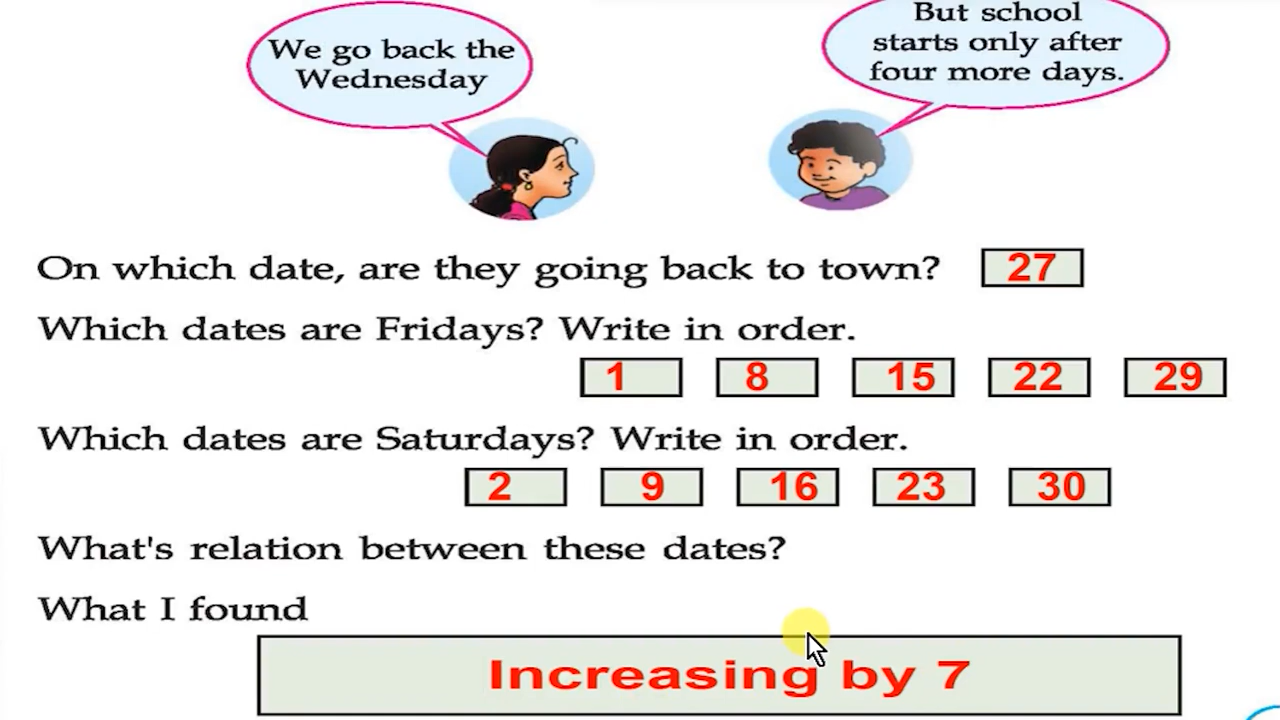 We go back the
Wednesday
But school
starts only after
four more days.
On which date, are they going back to town? 27
Which dates are Fridays? Write in order.
1 8 15 22 29
Which dates are Saturdays? Write in order.
2 9 16 23 30
What's relation between these dates?
What I found
Increasing by 7